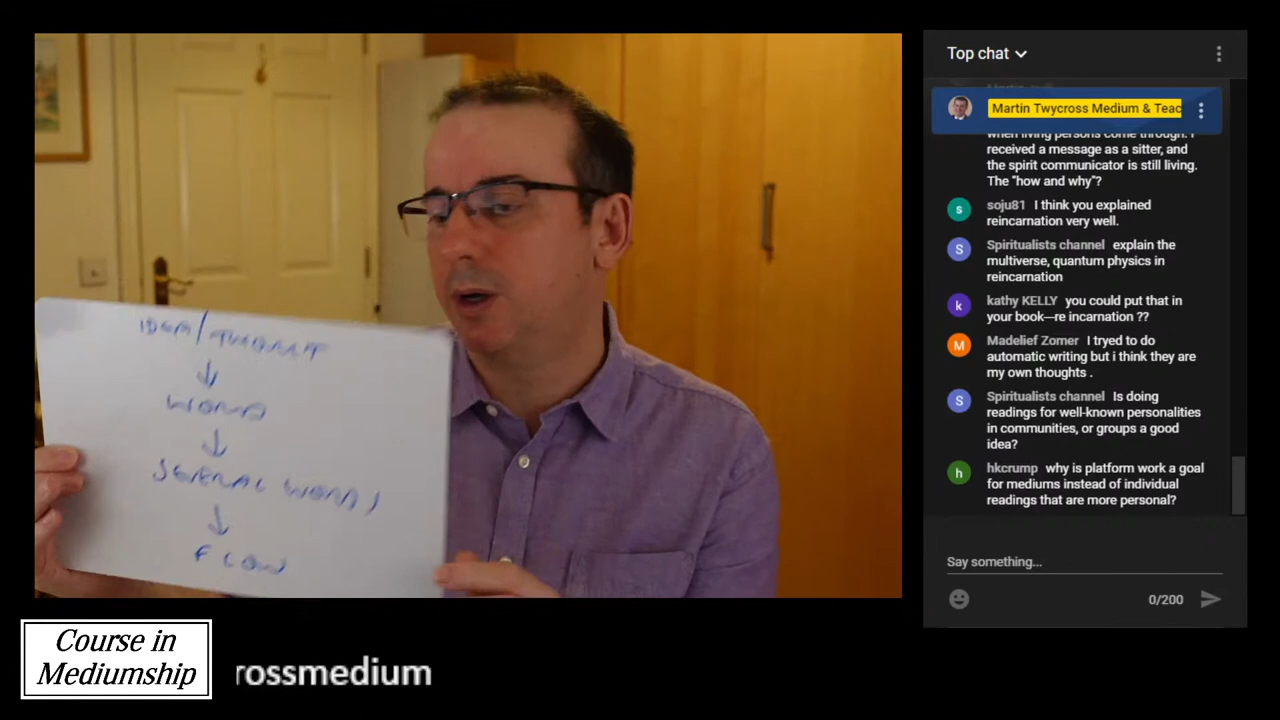 IDEA/THOUGHT
↓
WORD
↓
SEVERAL WORDS
↓
FLOW
Course in
Mediumship
rossmedium
Top chat
Martin Twycross Medium & Teac
when living persons come through. I
received a message as a sitter, and
the spirit communicator is still living.
The "how and why"?
s
soju81 I think you explained
reincarnation very well.
S
Spiritualists channel explain the
multiverse, quantum physics in
reincarnation
k
kathy KELLY you could put that in
your book—re incarnation ??
M
Madelief Zomer I tryed to do
automatic writing but i think they are
my own thoughts .
S
Spiritualists channel Is doing
readings for well-known personalities
in communities, or groups a good
idea?
h
hkcrump why is platform work a goal
for mediums instead of individual
readings that are more personal?
Say something...
0/200